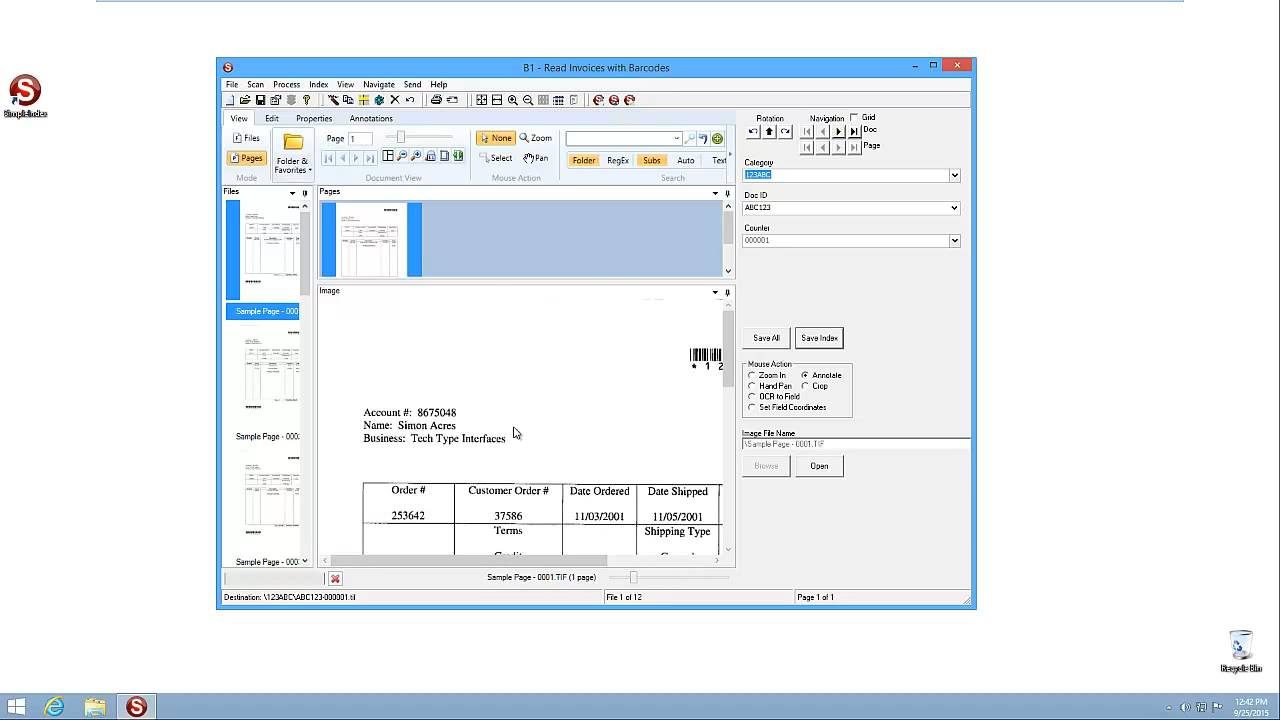 SimpleIndex
B1 - Read Invoices with Barcodes
File Scan Process Index View Navigate Send Help
View Edit Properties Annotations
Files
Pages
Mode
Folder &
Favorites
Page 1
Document View
None Zoom
Select Pan
Mouse Action
Folder RegEx Subs Auto Text
Search
Rotation Navigation Grid
Doc
Page
Category
123ABC
Doc ID
ABC123
Counter
000001
Save All Save Index
Mouse Action
Zoom In Annotate
Hand Pan Crop
OCR to Field
Set Field Coordinates
Image File Name
\Sample Page - 0001.TIF
Browse Open
Files
Sample Page - 000
Sample Page - 000
Sample Page - 000
Pages
Image
* 1 2
Account #: 8675048
Name: Simon Acres
Business: Tech Type Interfaces
Order # Customer Order # Date Ordered Date Shipped
253642 37586 11/03/2001 11/05/2001
Terms Shipping Type
Sample Page - 0001.TIF (1 page)
Destination: \123ABC\ABC123-000001.tif File 1 of 12 Page 1 of 1
Recycle Bin
12:42 PM
9/25/2015